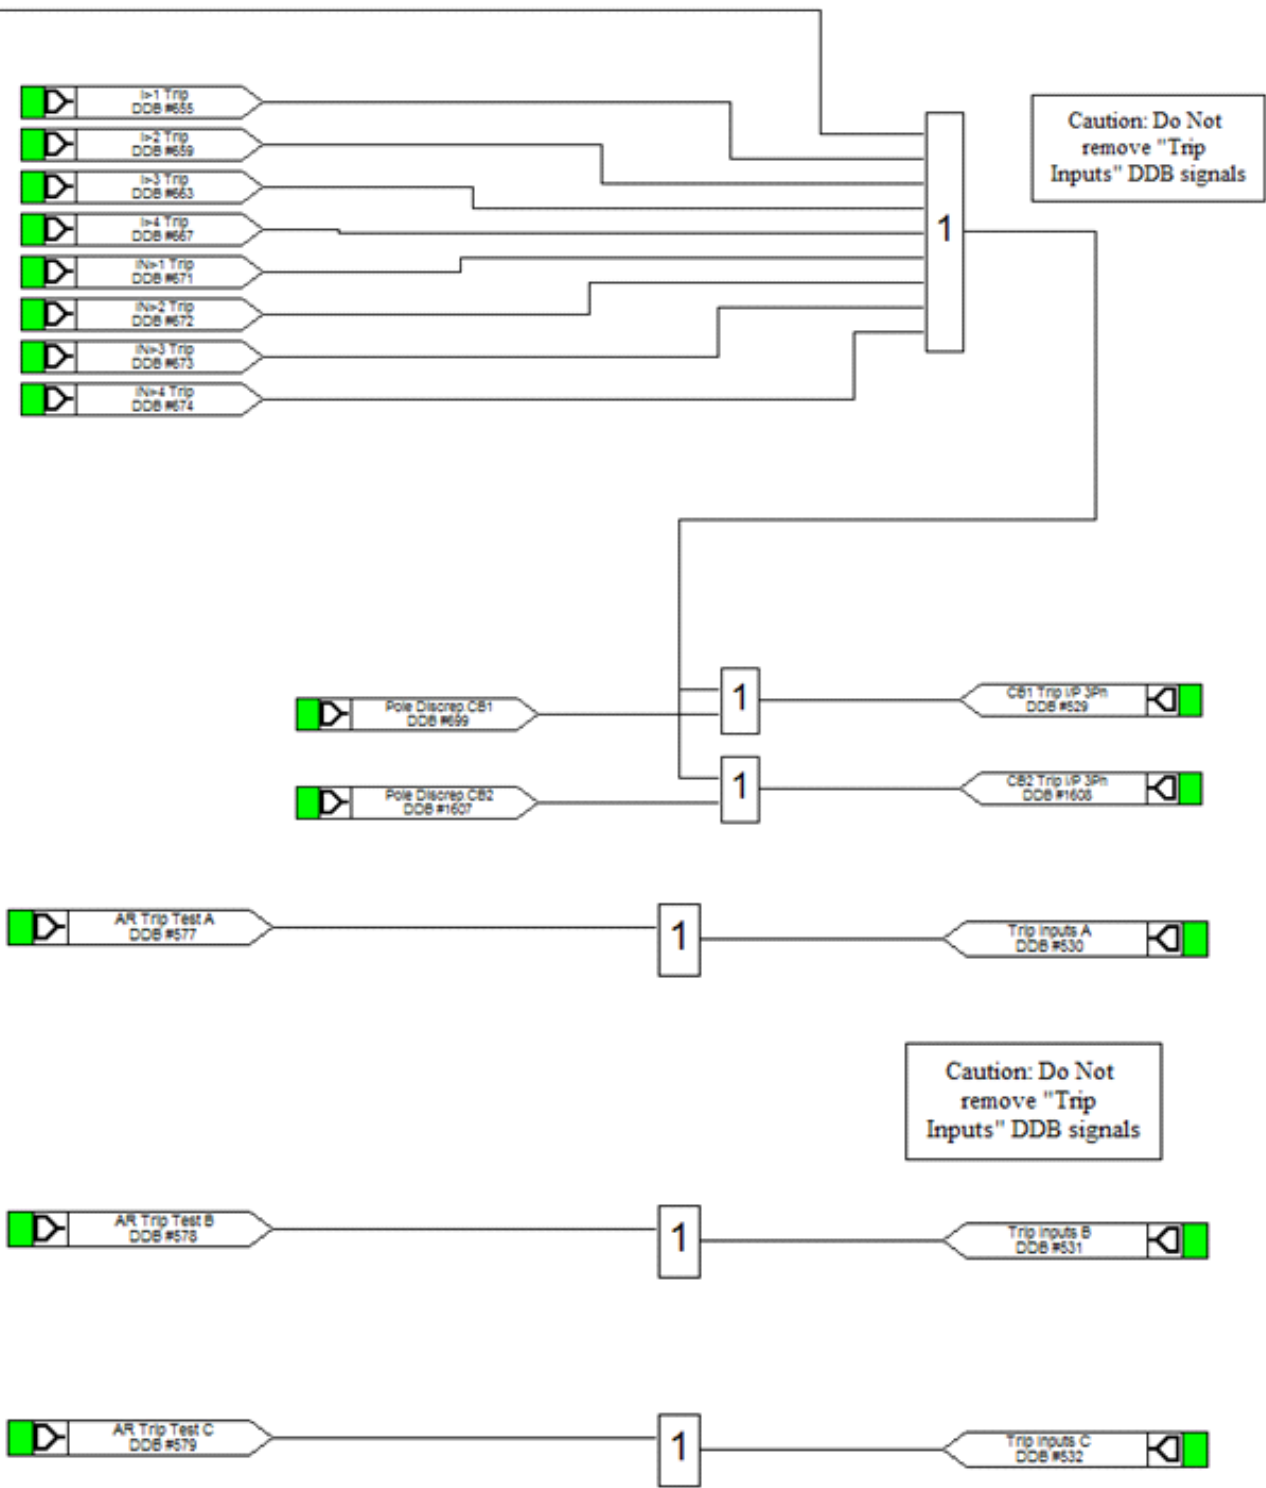 I>1 Trip
DDB #655
I>2 Trip
DDB #659
I>3 Trip
DDB #663
I>4 Trip
DDB #667
IN>1 Trip
DDB #671
IN>2 Trip
DDB #672
IN>3 Trip
DDB #673
IN>4 Trip
DDB #674
1
Caution: Do Not
remove "Trip
Inputs" DDB signals
Pole Discrep.CB1
DDB #699
1
CB1 Trip I/P 3Ph
DDB #529
Pole Discrep.CB2
DDB #1607
1
CB2 Trip I/P 3Ph
DDB #1608
AR Trip Test A
DDB #577
1
Trip Inputs A
DDB #530
Caution: Do Not
remove "Trip
Inputs" DDB signals
AR Trip Test B
DDB #578
1
Trip Inputs B
DDB #531
AR Trip Test C
DDB #579
1
Trip Inputs C
DDB #532